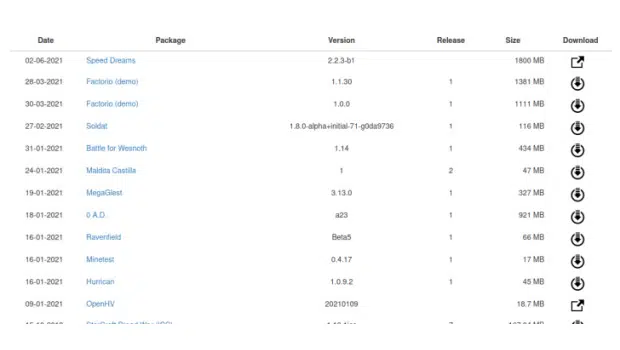 Date Package Version Release Size Download
02-06-2021 Speed Dreams 2.2.3-b1 1800 MB
28-03-2021 Factorio (demo) 1.1.30 1 1381 MB
30-03-2021 Factorio (demo) 1.0.0 1 1111 MB
27-02-2021 Soldat 1.8.0-alpha+initial-71-g0da9736 1 116 MB
31-01-2021 Battle for Wesnoth 1.14 1 434 MB
24-01-2021 Maldita Castilla 1 2 47 MB
19-01-2021 MegaGlest 3.13.0 1 327 MB
18-01-2021 0 A.D. a23 1 921 MB
16-01-2021 Ravenfield Beta5 1 66 MB
16-01-2021 Minetest 0.4.17 1 17 MB
16-01-2021 Hurrican 1.0.9.2 1 45 MB
09-01-2021 OpenHV 20210109 18.7 MB